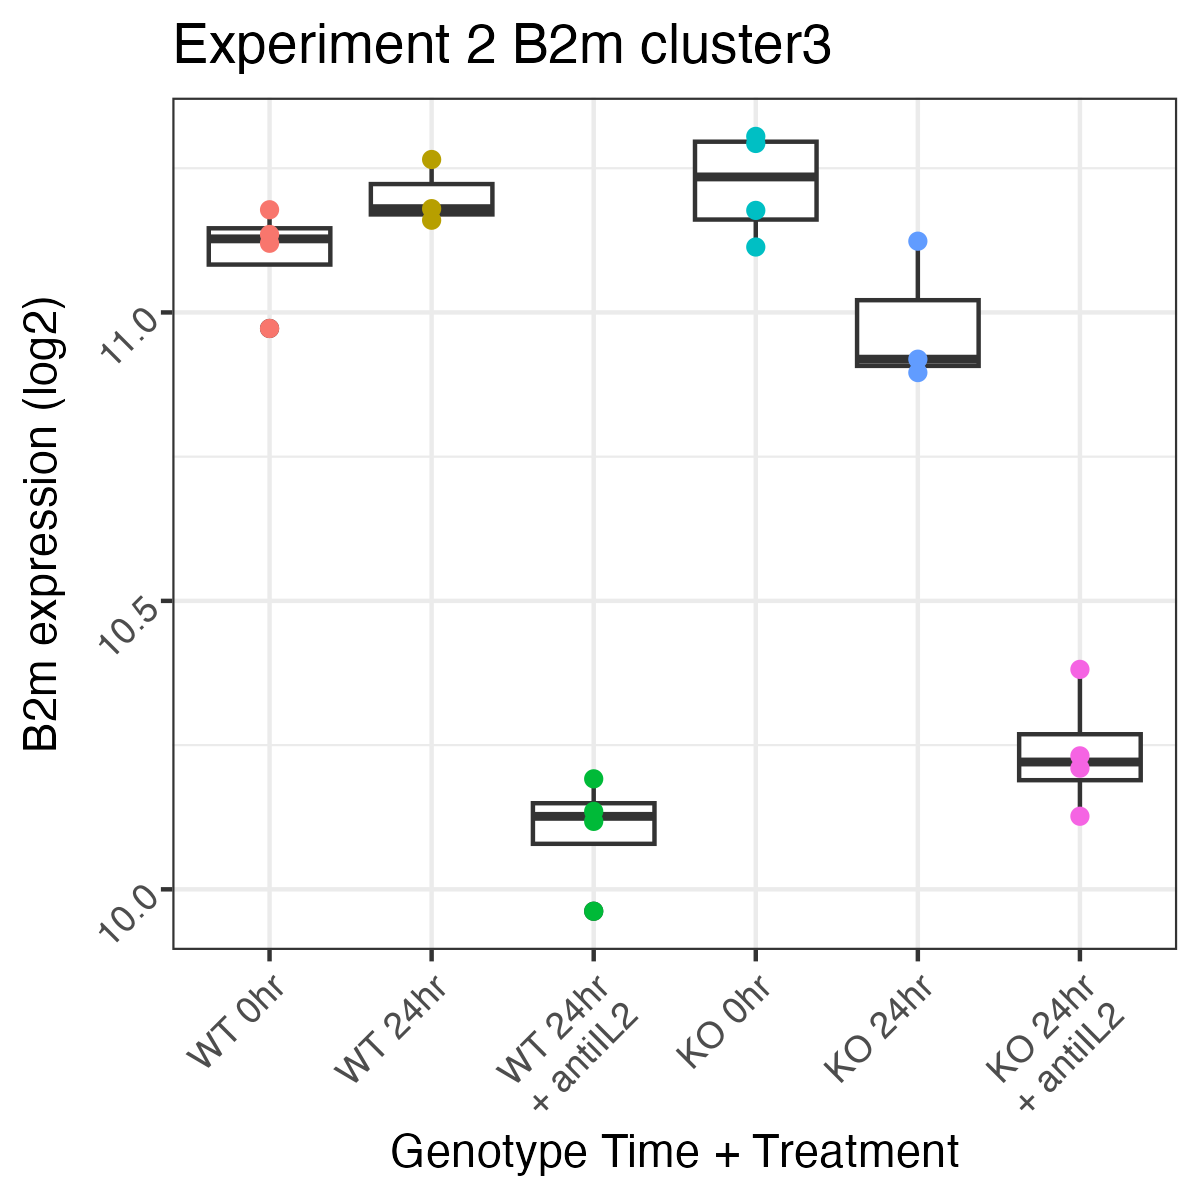 Experiment 2 B2m cluster3
B2m expression (log2)
11.0
10.5
10.0
WT 0hr
WT 24hr
WT 24hr
+ antiIL2
KO 0hr
KO 24hr
KO 24hr
+ antiIL2
Genotype Time + Treatment